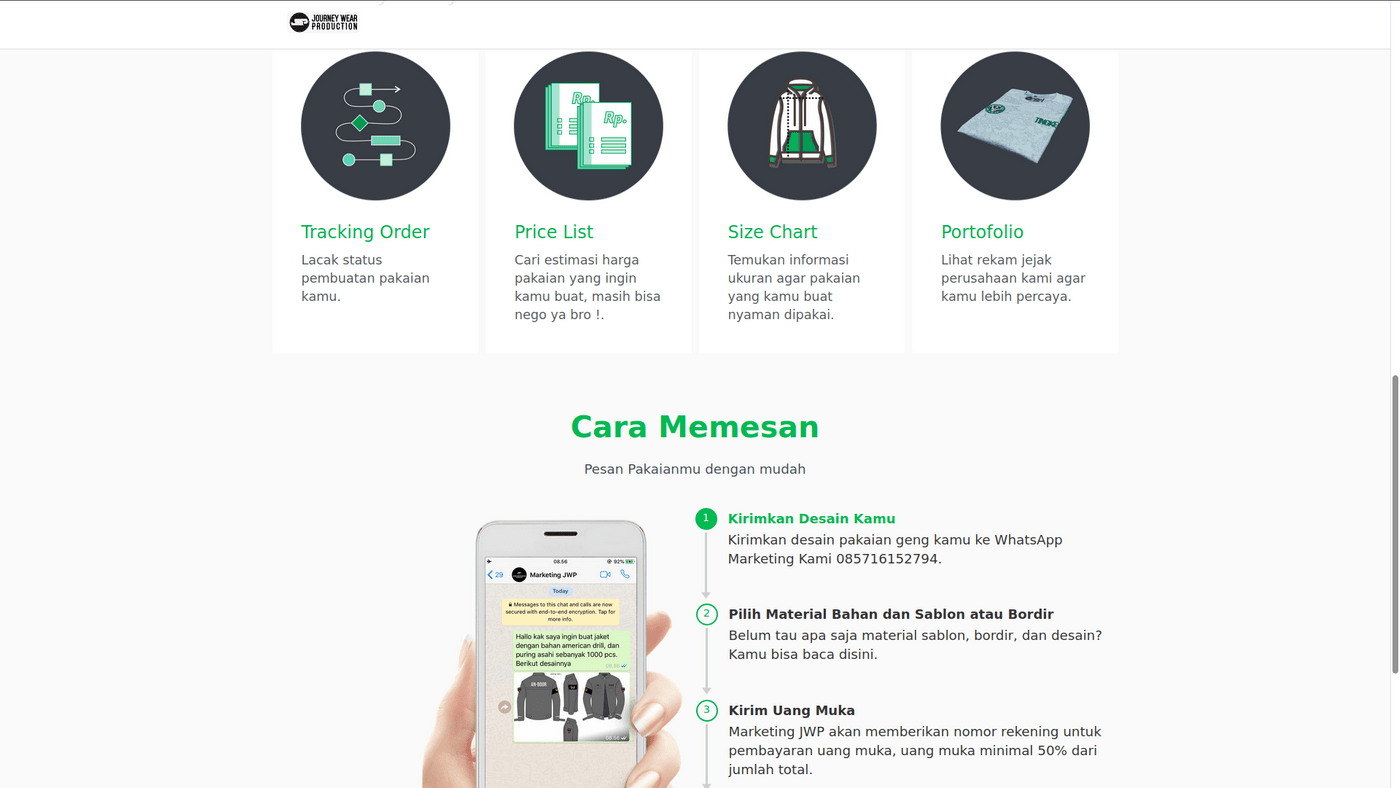 JOURNEY WEAR
PRODUCTION
Rp.
Rp.
Tracking Order
Lacak status
pembuatan pakaian
kamu.
Price List
Cari estimasi harga
pakaian yang ingin
kamu buat, masih bisa
nego ya bro !.
Size Chart
Temukan informasi
ukuran agar pakaian
yang kamu buat
nyaman dipakai.
Portofolio
Lihat rekam jejak
perusahaan kami agar
kamu lebih percaya.
Cara Memesan
Pesan Pakaianmu dengan mudah
08.56
92%
29
Marketing JWP
Today
Messages to this chat and calls are now
secured with end-to-end encryption. Tap for
more info.
Hallo kak saya ingin buat jaket
dengan bahan american drill, dan
puring asahi sebanyak 1000 pcs.
Berikut desainnya
08.56
08.56
1
Kirimkan Desain Kamu
Kirimkan desain pakaian geng kamu ke WhatsApp
Marketing Kami 085716152794.
2
Pilih Material Bahan dan Sablon atau Bordir
Belum tau apa saja material sablon, bordir, dan desain?
Kamu bisa baca disini.
3
Kirim Uang Muka
Marketing JWP akan memberikan nomor rekening untuk
pembayaran uang muka, uang muka minimal 50% dari
jumlah total.